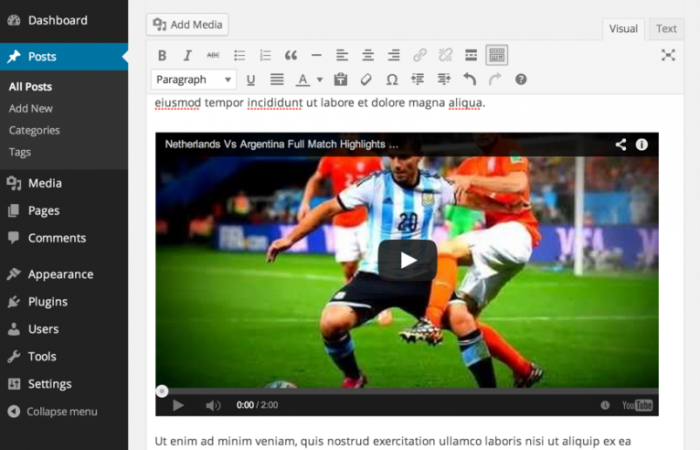 Dashboard
Posts
All Posts
Add New
Categories
Tags
Media
Pages
Comments
Appearance
Plugins
Users
Tools
Settings
Collapse menu
Add Media
Visual Text
B I ABC
Paragraph U A Ω ?
eiusmod tempor incididunt ut labore et dolore magna aliqua.
Netherlands Vs Argentina Full Match Highlights ...
20
0:00 / 2:00
YouTube
Ut enim ad minim veniam, quis nostrud exercitation ullamco laboris nisi ut aliquip ex ea